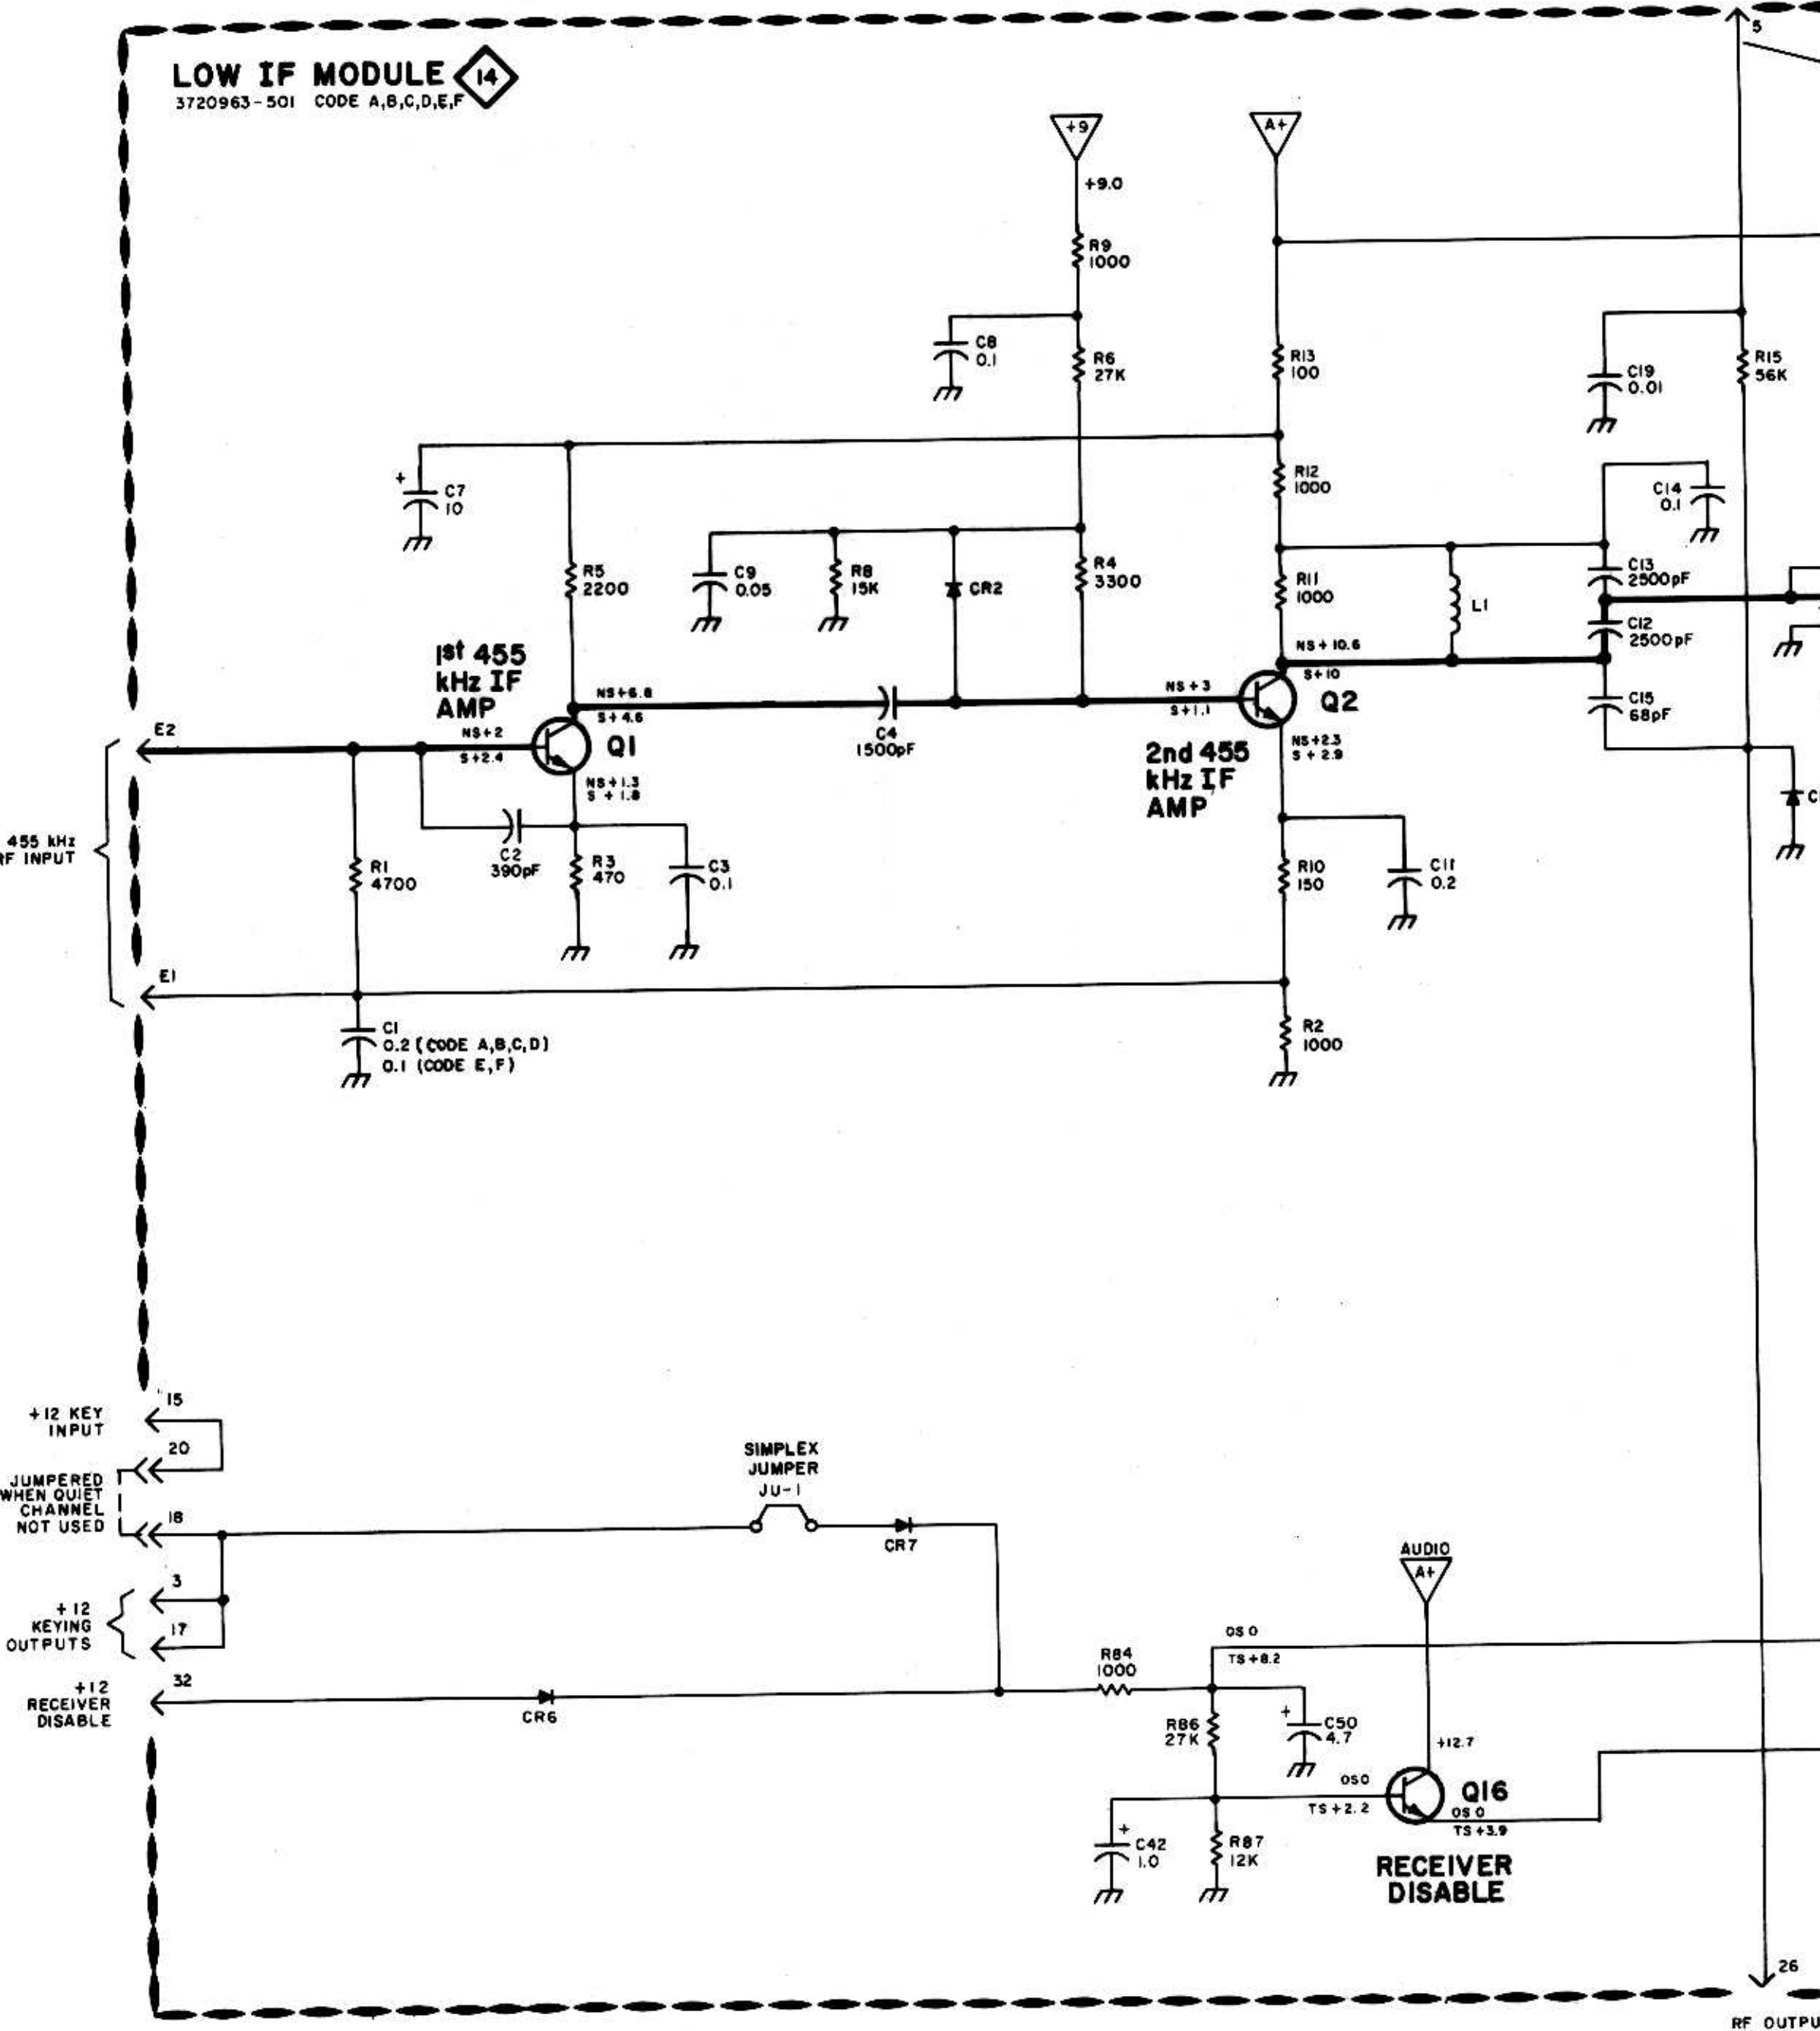 5
LOW IF MODULE 14
3720963-501 CODE A,B,C,D,E,F
+9
A+
+9.0
R9
1000
C8
0.1
R6
27K
R13
100
C19
0.01
R15
56K
C7
10
+
R12
1000
C14
0.1
R5
2200
C9
0.05
R8
15K
CR2
R4
3300
R11
1000
L1
C13
2500pF
C12
2500pF
NS+10.6
S+10
1st 455
kHz IF
AMP
NS+6.8
S+4.6
NS+3
S+1.1
Q2
C15
68pF
E2
NS+2
S+2.4
Q1
C4
1500pF
NS+2.3
S+2.9
2nd 455
kHz IF
AMP
NS+1.3
S+1.8
455 kHz
RF INPUT
R1
4700
C2
390pF
R3
470
C3
0.1
R10
150
C11
0.2
E1
C1
0.2 (CODE A,B,C,D)
0.1 (CODE E,F)
R2
1000
+12 KEY
INPUT
15
20
JUMPERED
WHEN QUIET
CHANNEL
NOT USED
18
SIMPLEX
JUMPER
JU-1
CR7
3
+12
KEYING
OUTPUTS
17
AUDIO
A+
OS 0
TS+8.2
+12
RECEIVER
DISABLE
32
CR6
R84
1000
R86
27K
+
C50
4.7
+12.7
OS0
TS+2.2
Q16
OS 0
TS+3.9
+
C42
1.0
R87
12K
RECEIVER
DISABLE
26
RF